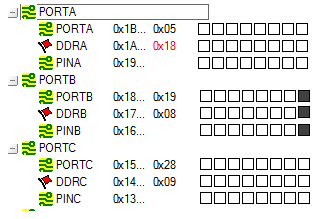 PORTA
PORTA 0x1B... 0x05
DDRA 0x1A... 0x18
PINA 0x19...
PORTB
PORTB 0x18... 0x19
DDRB 0x17... 0x08
PINB 0x16...
PORTC
PORTC 0x15... 0x28
DDRC 0x14... 0x09
PINC 0x13...